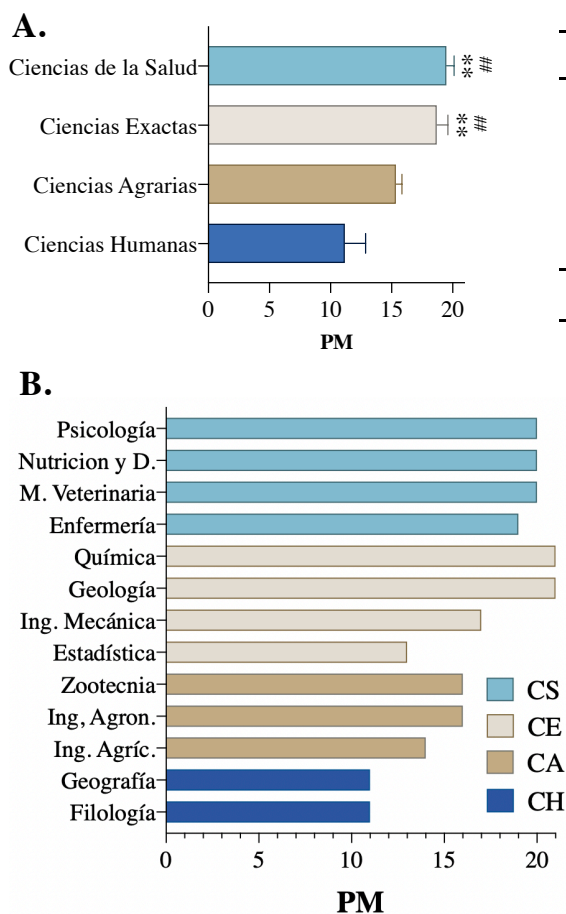 A.
Ciencias de la Salud
** ##
Ciencias Exactas
** ##
Ciencias Agrarias
Ciencias Humanas
0 5 10 15 20
PM
B.
Psicología
Nutricion y D.
M. Veterinaria
Enfermería
Química
Geología
Ing. Mecánica
Estadística
Zootecnia
Ing, Agron.
Ing. Agríc.
Geografía
Filología
CS
CE
CA
CH
0 5 10 15 20
PM